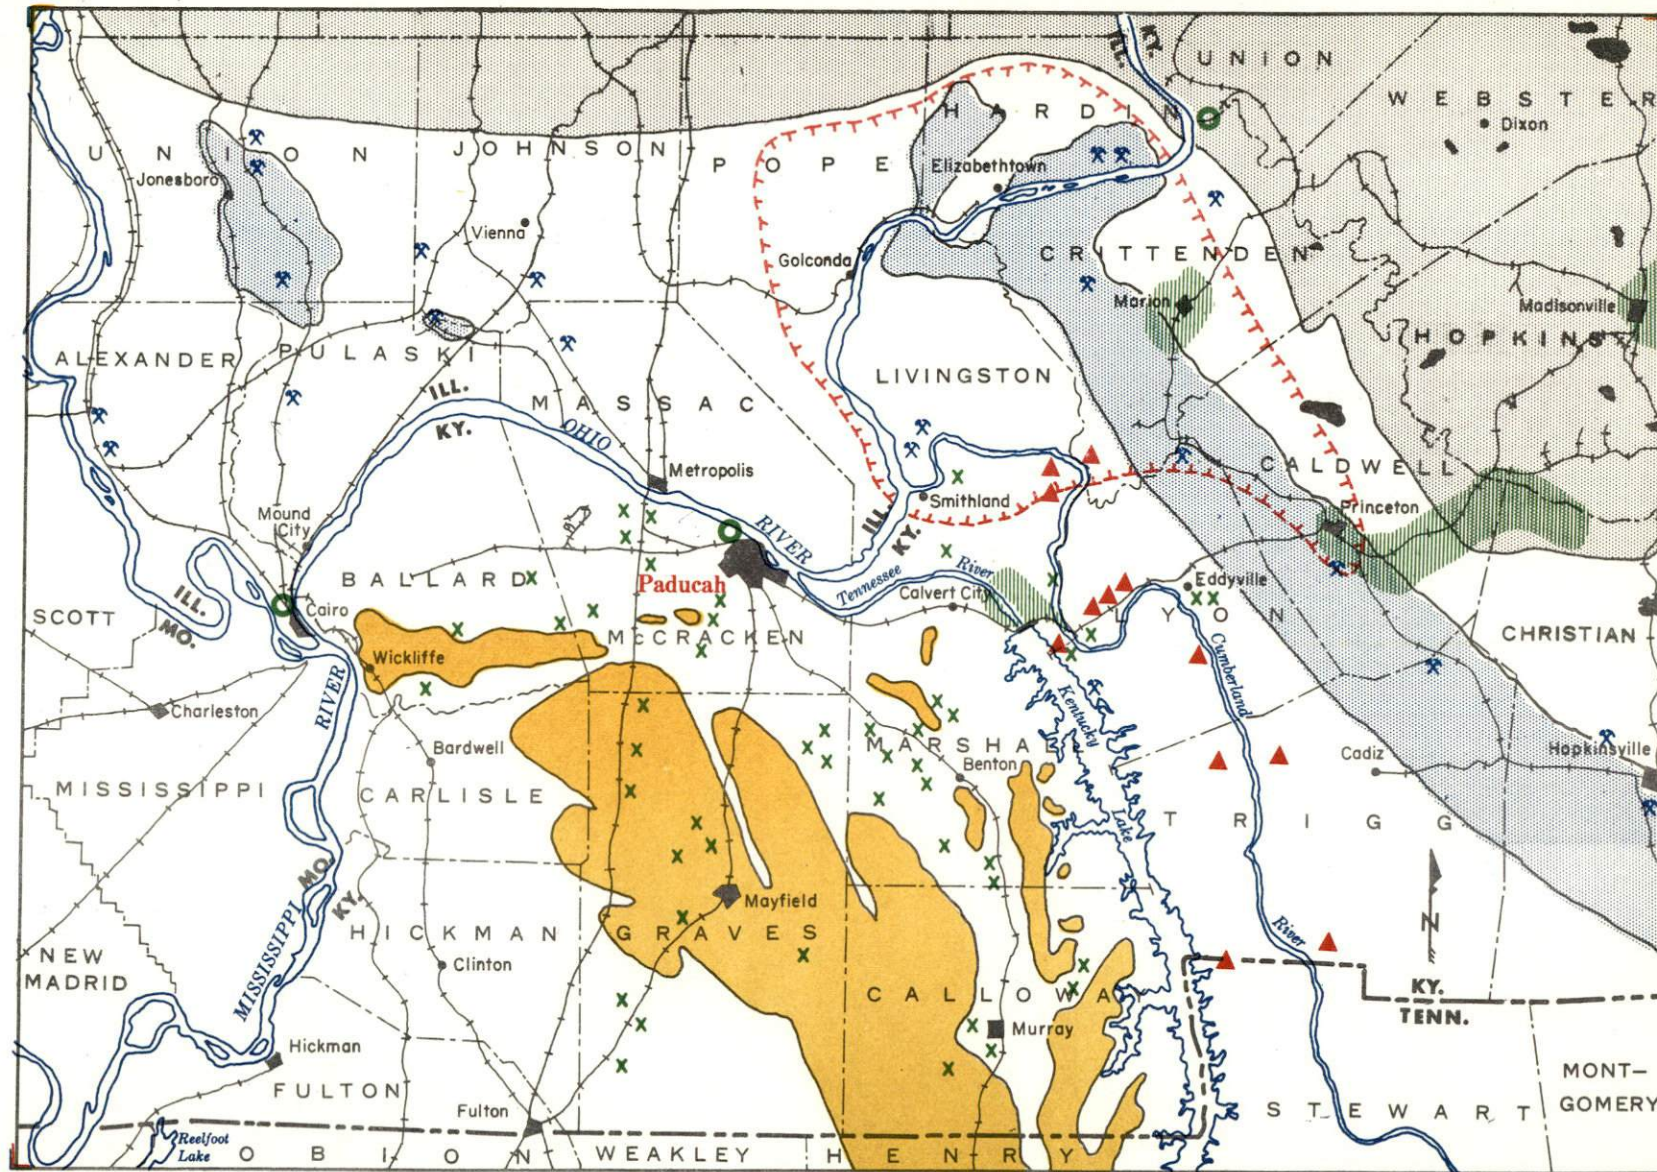 ILL.
KY.
UNION
WEBSTER
HARDIN
Dixon
UNION
JOHNSON
POPE
Elizabethtown
Jonesboro
Vienna
Golconda
CRITTENDEN
Marion
Madisonville
HOPKINS
ALEXANDER
PULASKI
LIVINGSTON
ILL.
KY.
MASSAC
OHIO
Metropolis
CALDWELL
Smithland
Princeton
Mound
City
RIVER
ILL.
KY.
BALLARD
Paducah
Tennessee
River
Calvert City
Eddyville
SCOTT
ILL.
MO.
Cairo
McCRACKEN
LYON
CHRISTIAN
Wickliffe
Cumberland
Charleston
RIVER
Kentucky
Bardwell
MARSHAL
Benton
Cadiz
Hopkinsville
MISSISSIPPI
CARLISLE
Lake
TRIGG
MO.
KY.
Mayfield
N
HICKMAN
GRAVES
River
NEW
MADRID
Clinton
MISSISSIPPI
CALLOWAY
KY.
TENN.
Murray
Hickman
FULTON
MONT-
GOMERY
Fulton
STEWART
Reelfoot
Lake
OBION
WEAKLEY
HENRY